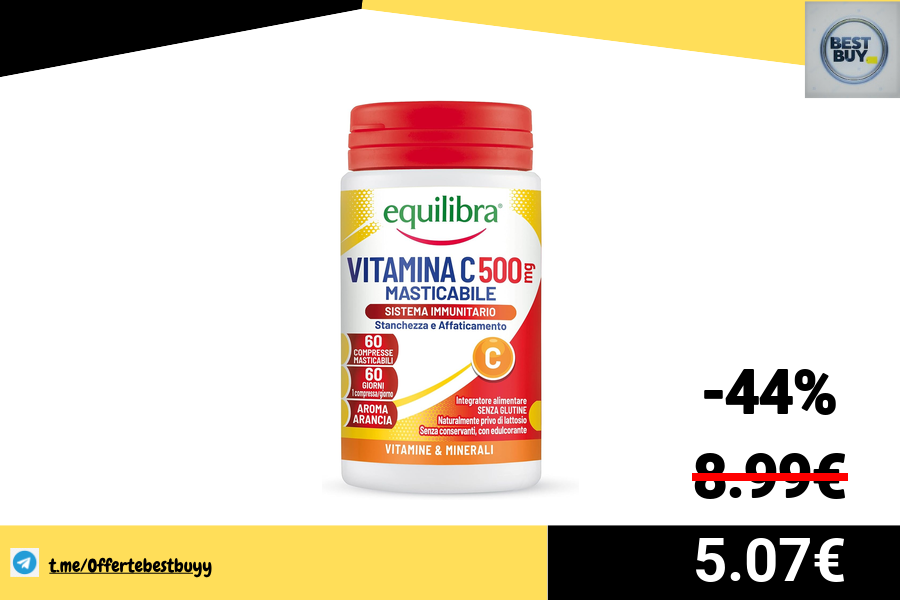 BEST
BUY
equilibra®
VITAMINA C 500 mg
MASTICABILE
SISTEMA IMMUNITARIO
Stanchezza e Affaticamento
60
COMPRESSE
MASTICABILI
C
60
GIORNI
1 compressa/giorno
AROMA
ARANCIA
Integratore alimentare
SENZA GLUTINE
Naturalmente privo di lattosio
Senza conservanti, con edulcorante
VITAMINE & MINERALI
-44%
8.99€
5.07€
t.me/Offertebestbuyy